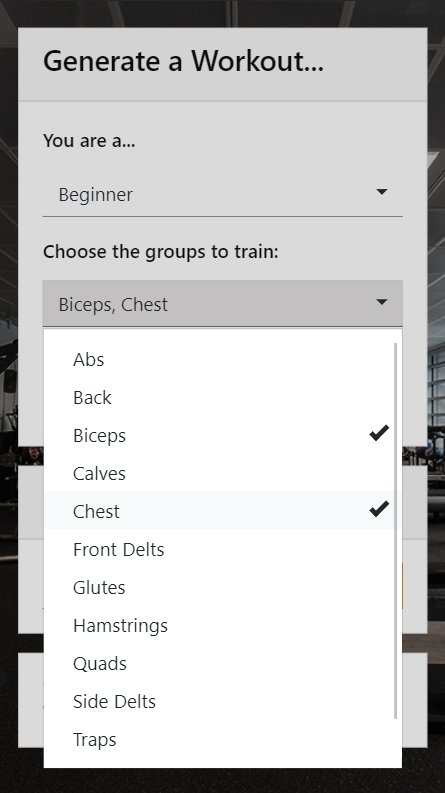 Generate a Workout...
You are a...
Beginner
Choose the groups to train:
Biceps, Chest
Abs
Back
Biceps
Calves
Chest
Front Delts
Glutes
Hamstrings
Quads
Side Delts
Traps